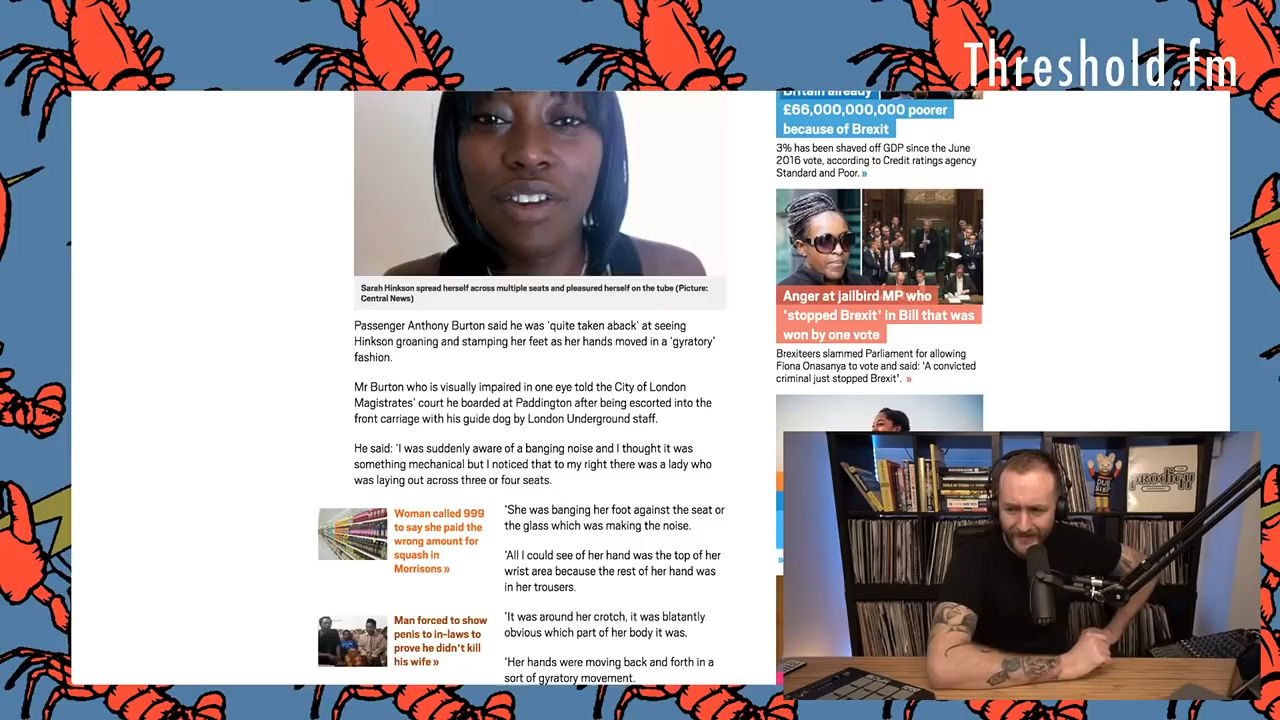 Threshold.fm
Sarah Hinkson spread herself across multiple seats and pleasured herself on the tube (Picture:
Central News)
Passenger Anthony Burton said he was 'quite taken aback' at seeing
Hinkson groaning and stamping her feet as her hands moved in a 'gyratory'
fashion.
Mr Burton who is visually impaired in one eye told the City of London
Magistrates' court he boarded at Paddington after being escorted into the
front carriage with his guide dog by London Underground staff.
He said: 'I was suddenly aware of a banging noise and I thought it was
something mechanical but I noticed that to my right there was a lady who
was laying out across three or four seats.
Woman called 999
to say she paid the
wrong amount for
squash in
Morrisons »
Man forced to show
penis to in-laws to
prove he didn't kill
his wife »
'She was banging her foot against the seat or
the glass which was making the noise.
'All I could see of her hand was the top of her
wrist area because the rest of her hand was
in her trousers.
'It was around her crotch, it was blatantly
obvious which part of her body it was,
'Her hands were moving back and forth in a
sort of gyratory movement.
Britain already
£66,000,000,000 poorer
because of Brexit
3% has been shaved off GDP since the June
2016 vote, according to Credit ratings agency
Standard and Poor. »
Anger at jailbird MP who
'stopped Brexit' in Bill that was
won by one vote
Brexiteers slammed Parliament for allowing
Fiona Onasanya to vote and said: 'A convicted
criminal just stopped Brexit'. »
»
DUB
STEP
Prodigy